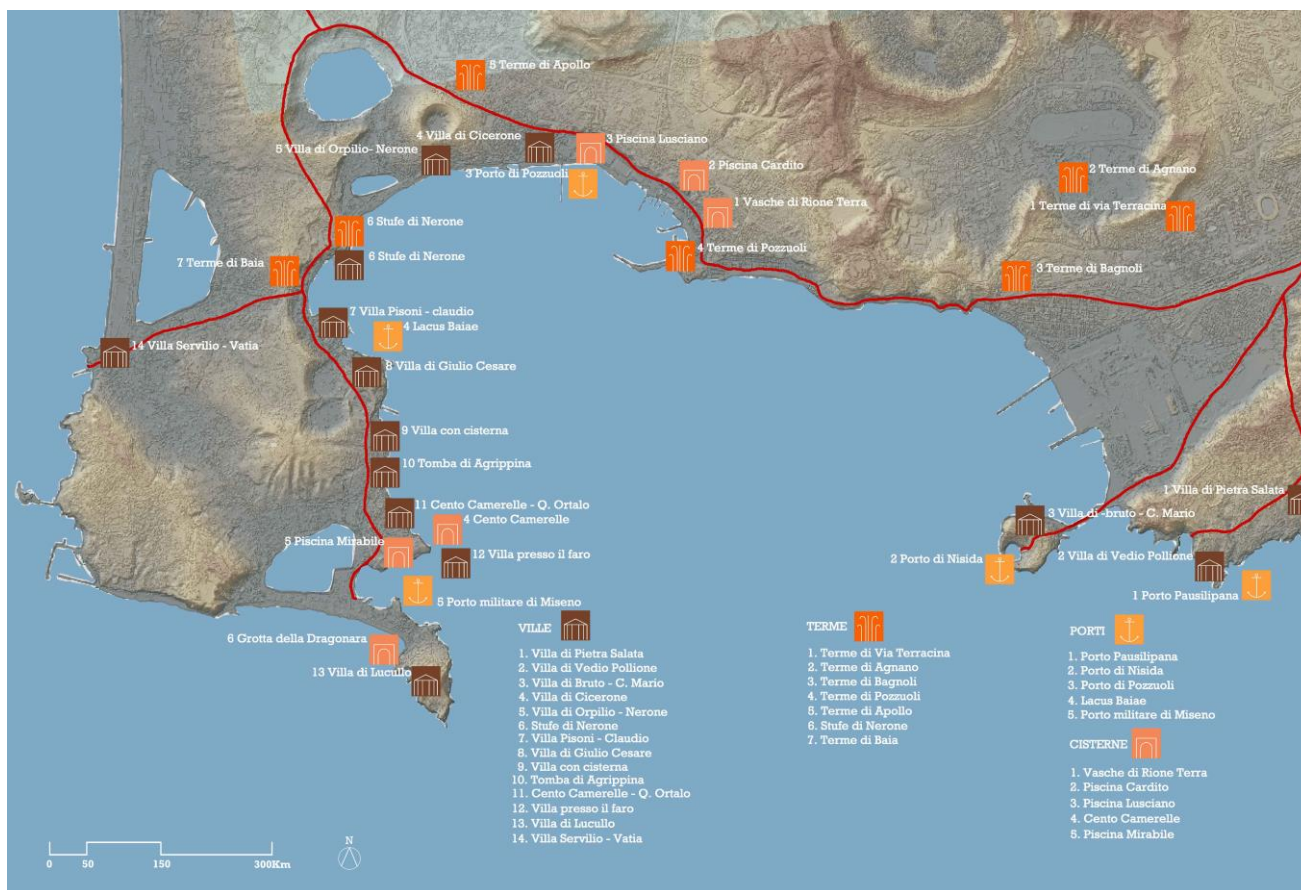 5 Terme di Apollo
4 Villa di Cicerone
3 Piscina Lusciano
5 Villa di Orpilio- Nerone
2 Piscina Cardito
3 Porto di Pozzuoli
2 Terme di Agnano
1 Vasche di Rione Terra
1 Terme di via Terracina
6 Stufe di Nerone
4 Terme di Pozzuoli
6 Stufe di Nerone
7 Terme di Baia
3 Terme di Bagnoli
7 Villa Pisoni - claudio
4 Lacus Baiae
14 Villa Servilio - Vatia
8 Villa di Giulio Cesare
9 Villa con cisterna
10 Tomba di Agrippina
1 Villa di Pietra Salata
11 Cento Camerelle - Q. Ortalo
3 Villa di -bruto - C. Mario
4 Cento Camerelle
5 Piscina Mirabile
12 Villa presso il faro
2 Porto di Nisida
2 Villa di Vedio Pollione
1 Porto Pausilipana
5 Porto militare di Miseno
6 Grotta della Dragonara
13 Villa di Lucullo
VILLE
1. Villa di Pietra Salata
2. Villa di Vedio Pollione
3. Villa di Bruto - C. Mario
4. Villa di Cicerone
5. Villa di Orpilio - Nerone
6. Stufe di Nerone
7. Villa Pisoni - Claudio
8. Villa di Giulio Cesare
9. Villa con cisterna
10. Tomba di Agrippina
11. Cento Camerelle - Q. Ortalo
12. Villa presso il faro
13. Villa di Lucullo
14. Villa Servilio - Vatia
TERME
1. Terme di Via Terracina
2. Terme di Agnano
3. Terme di Bagnoli
4. Terme di Pozzuoli
5. Terme di Apollo
6. Stufe di Nerone
7. Terme di Baia
PORTI
1. Porto Pausilipana
2. Porto di Nisida
3. Porto di Pozzuoli
4. Lacus Baiae
5. Porto militare di Miseno
CISTERNE
1. Vasche di Rione Terra
2. Piscina Cardito
3. Piscina Lusciano
4. Cento Camerelle
5. Piscina Mirabile
0 50 150 300Km
N